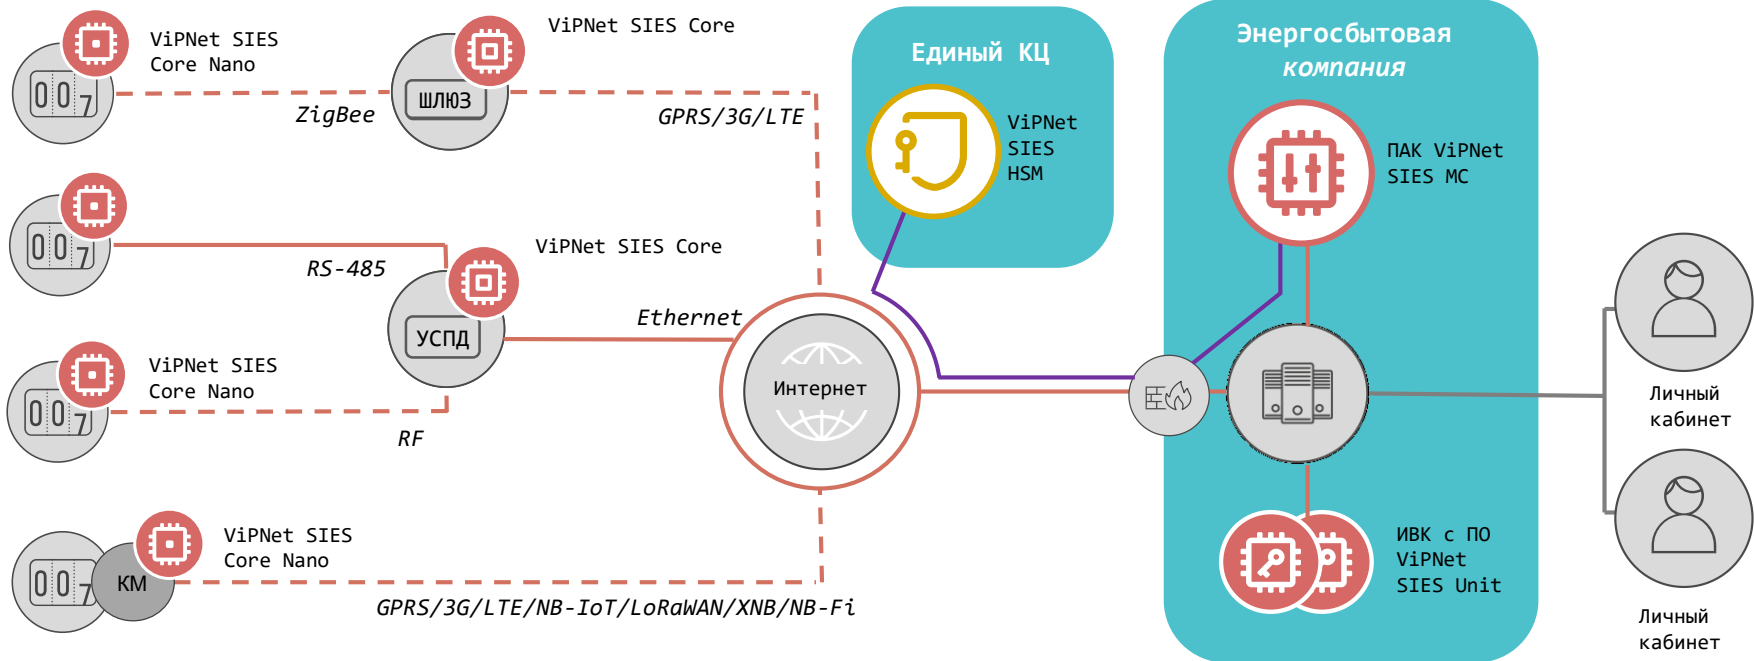 ViPNet SIES
Core Nano
007
ZigBee
ViPNet SIES Core
ШЛЮЗ
GPRS/3G/LTE
007
RS-485
ViPNet SIES Core
УСПД
Ethernet
ViPNet SIES
Core Nano
007
RF
ViPNet SIES
Core Nano
007
КМ
GPRS/3G/LTE/NB-IoT/LoRaWAN/XNB/NB-Fi
Интернет
Единый КЦ
ViPNet
SIES
HSM
Энергосбытовая
компания
ПАК ViPNet
SIES MC
ИВК с ПО
ViPNet
SIES Unit
Личный
кабинет
Личный
кабинет